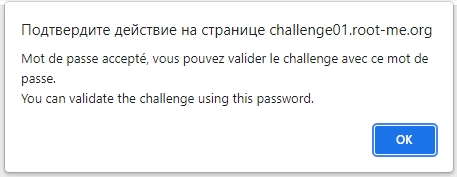 Подтвердите действие на странице challenge01.root-me.org
Mot de passe accepté, vous pouvez valider le challenge avec ce mot de
passe.
You can validate the challenge using this password.
OK